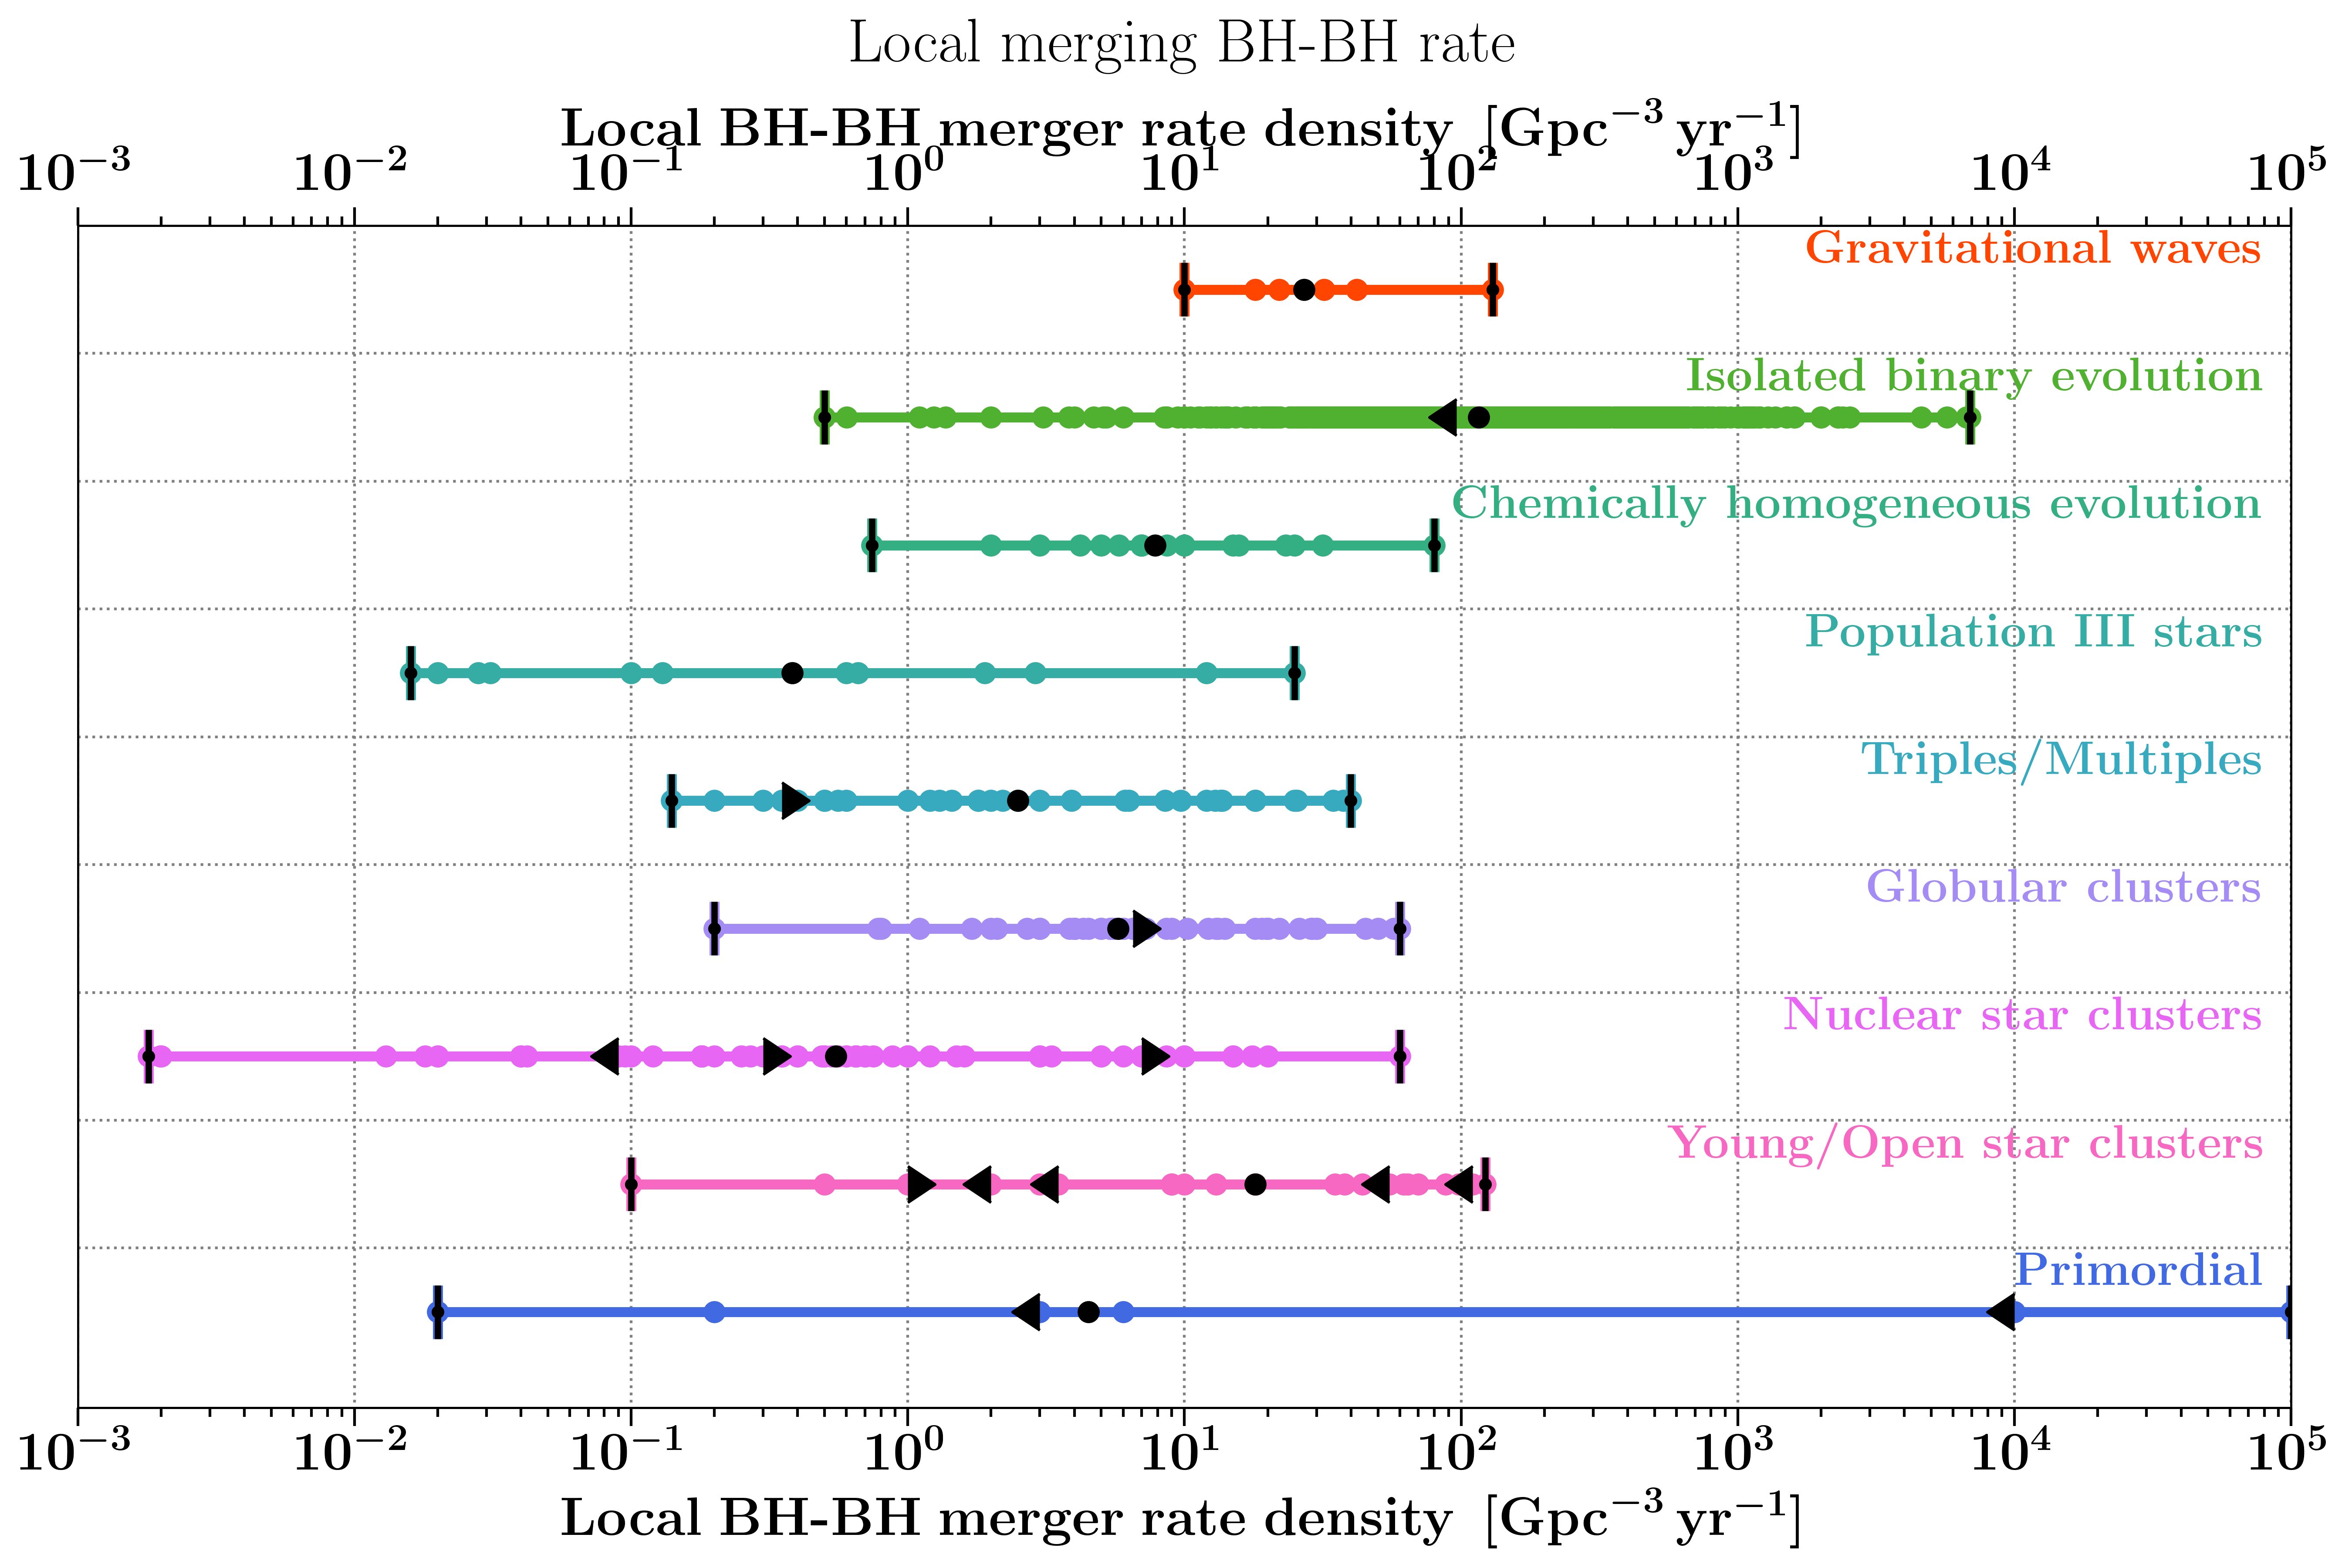 Local merging BH-BH rate
Local BH-BH merger rate density [Gpc⁻³ yr⁻¹]
10⁻³ 10⁻² 10⁻¹ 10⁰ 10¹ 10² 10³ 10⁴ 10⁵
Gravitational waves
Isolated binary evolution
Chemically homogeneous evolution
Population III stars
Triples/Multiples
Globular clusters
Nuclear star clusters
Young/Open star clusters
Primordial
10⁻³ 10⁻² 10⁻¹ 10⁰ 10¹ 10² 10³ 10⁴ 10⁵
Local BH-BH merger rate density [Gpc⁻³ yr⁻¹]